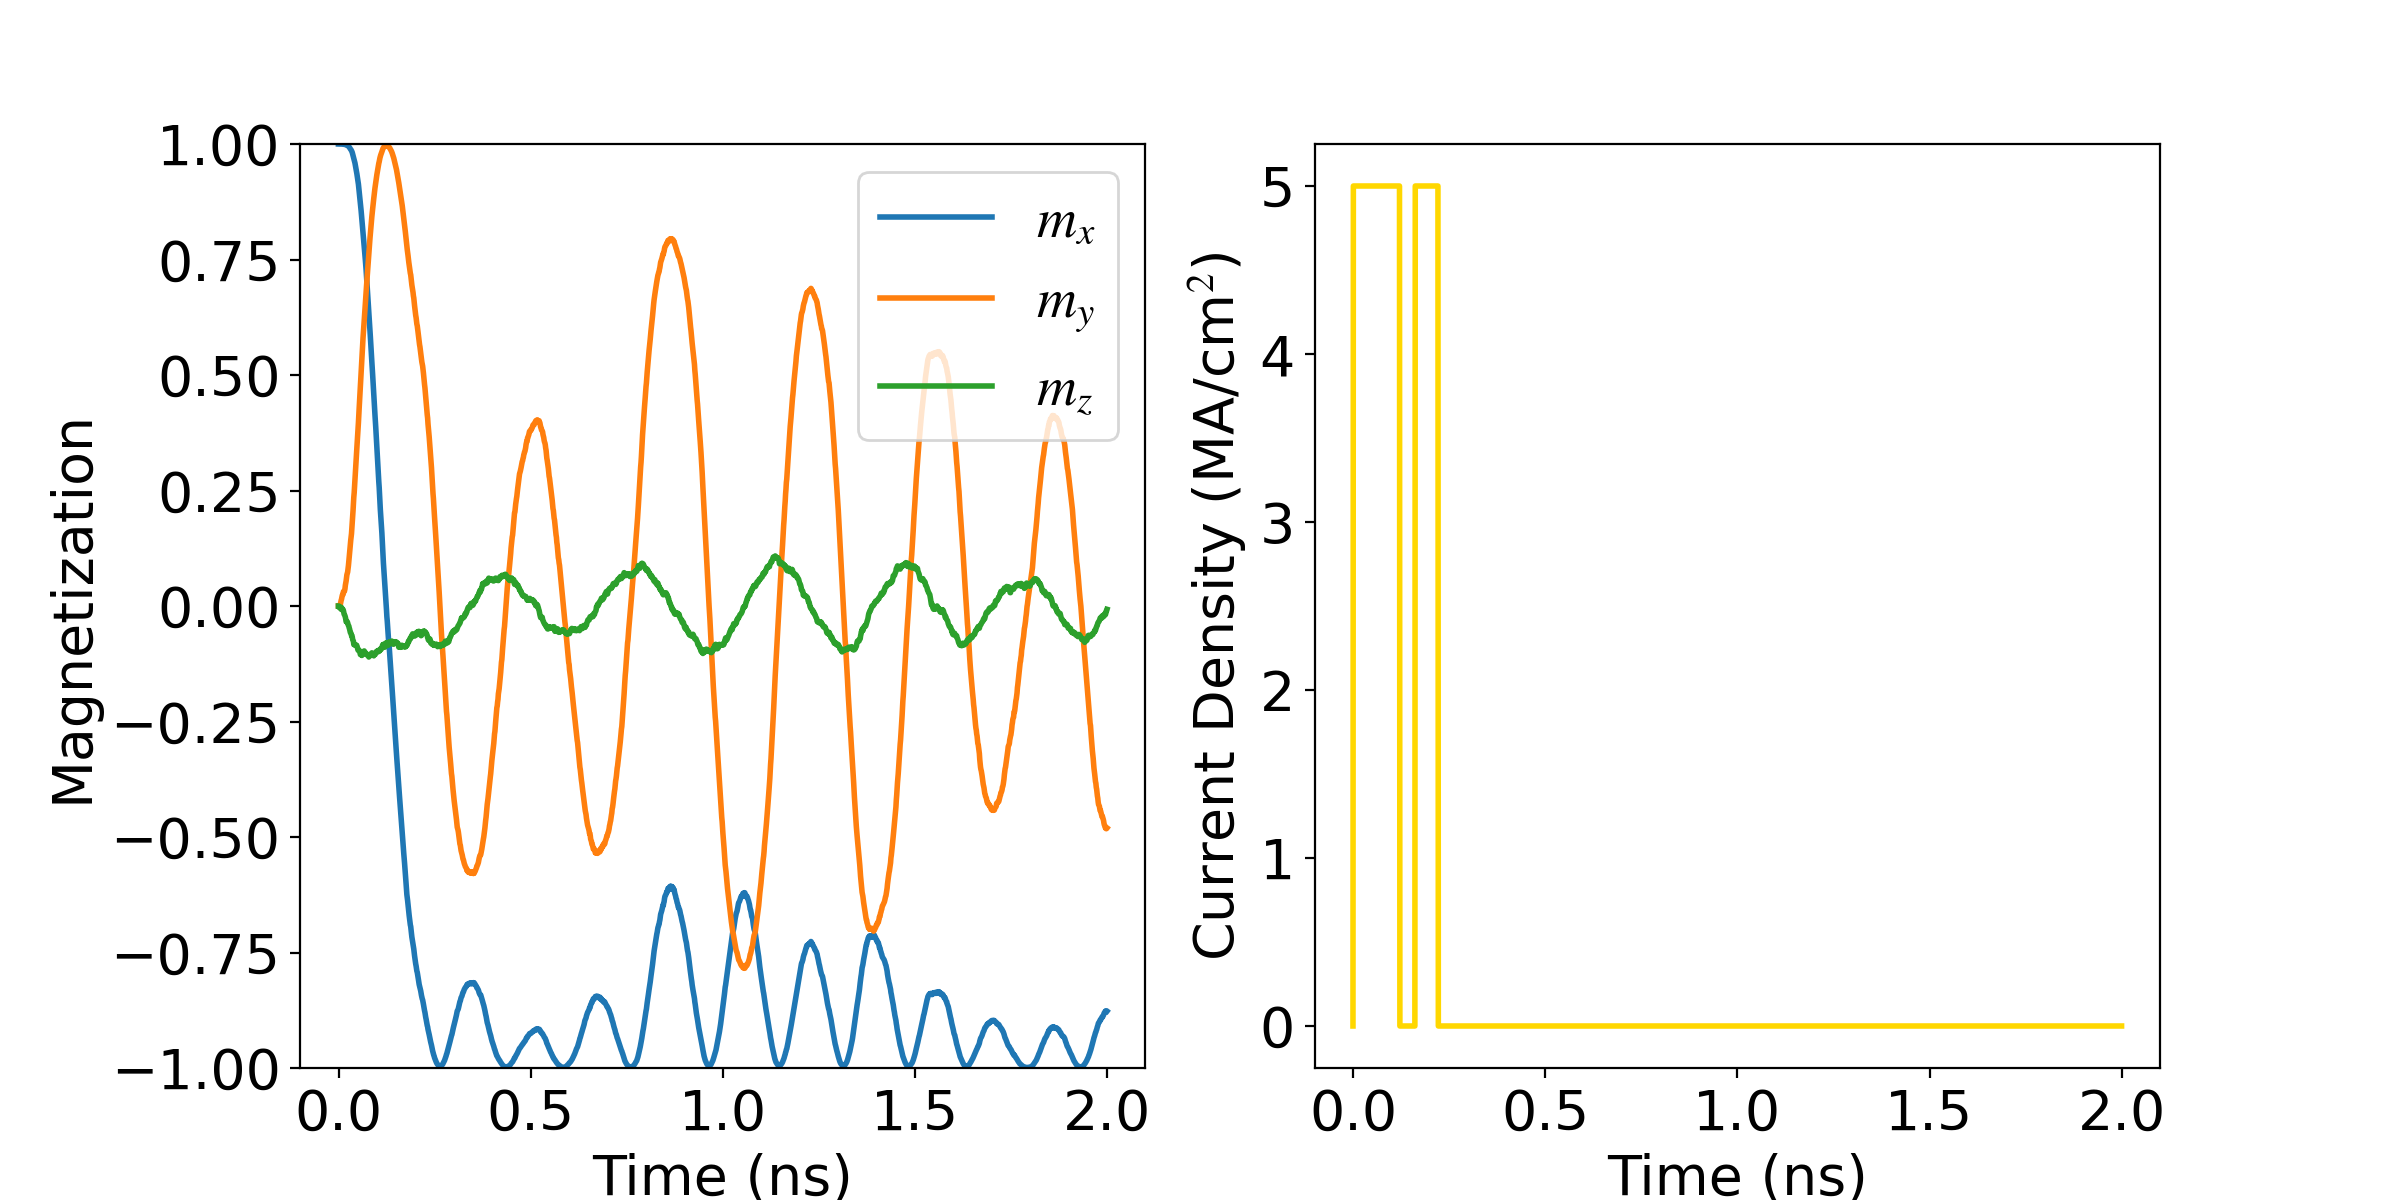 1.00
0.75
0.50
0.25
0.00
−0.25
−0.50
−0.75
−1.00
Magnetization
0.0 0.5 1.0 1.5 2.0
Time (ns)
m_x
m_y
m_z
5
4
3
2
1
0
Current Density (MA/cm²)
0.0 0.5 1.0 1.5 2.0
Time (ns)